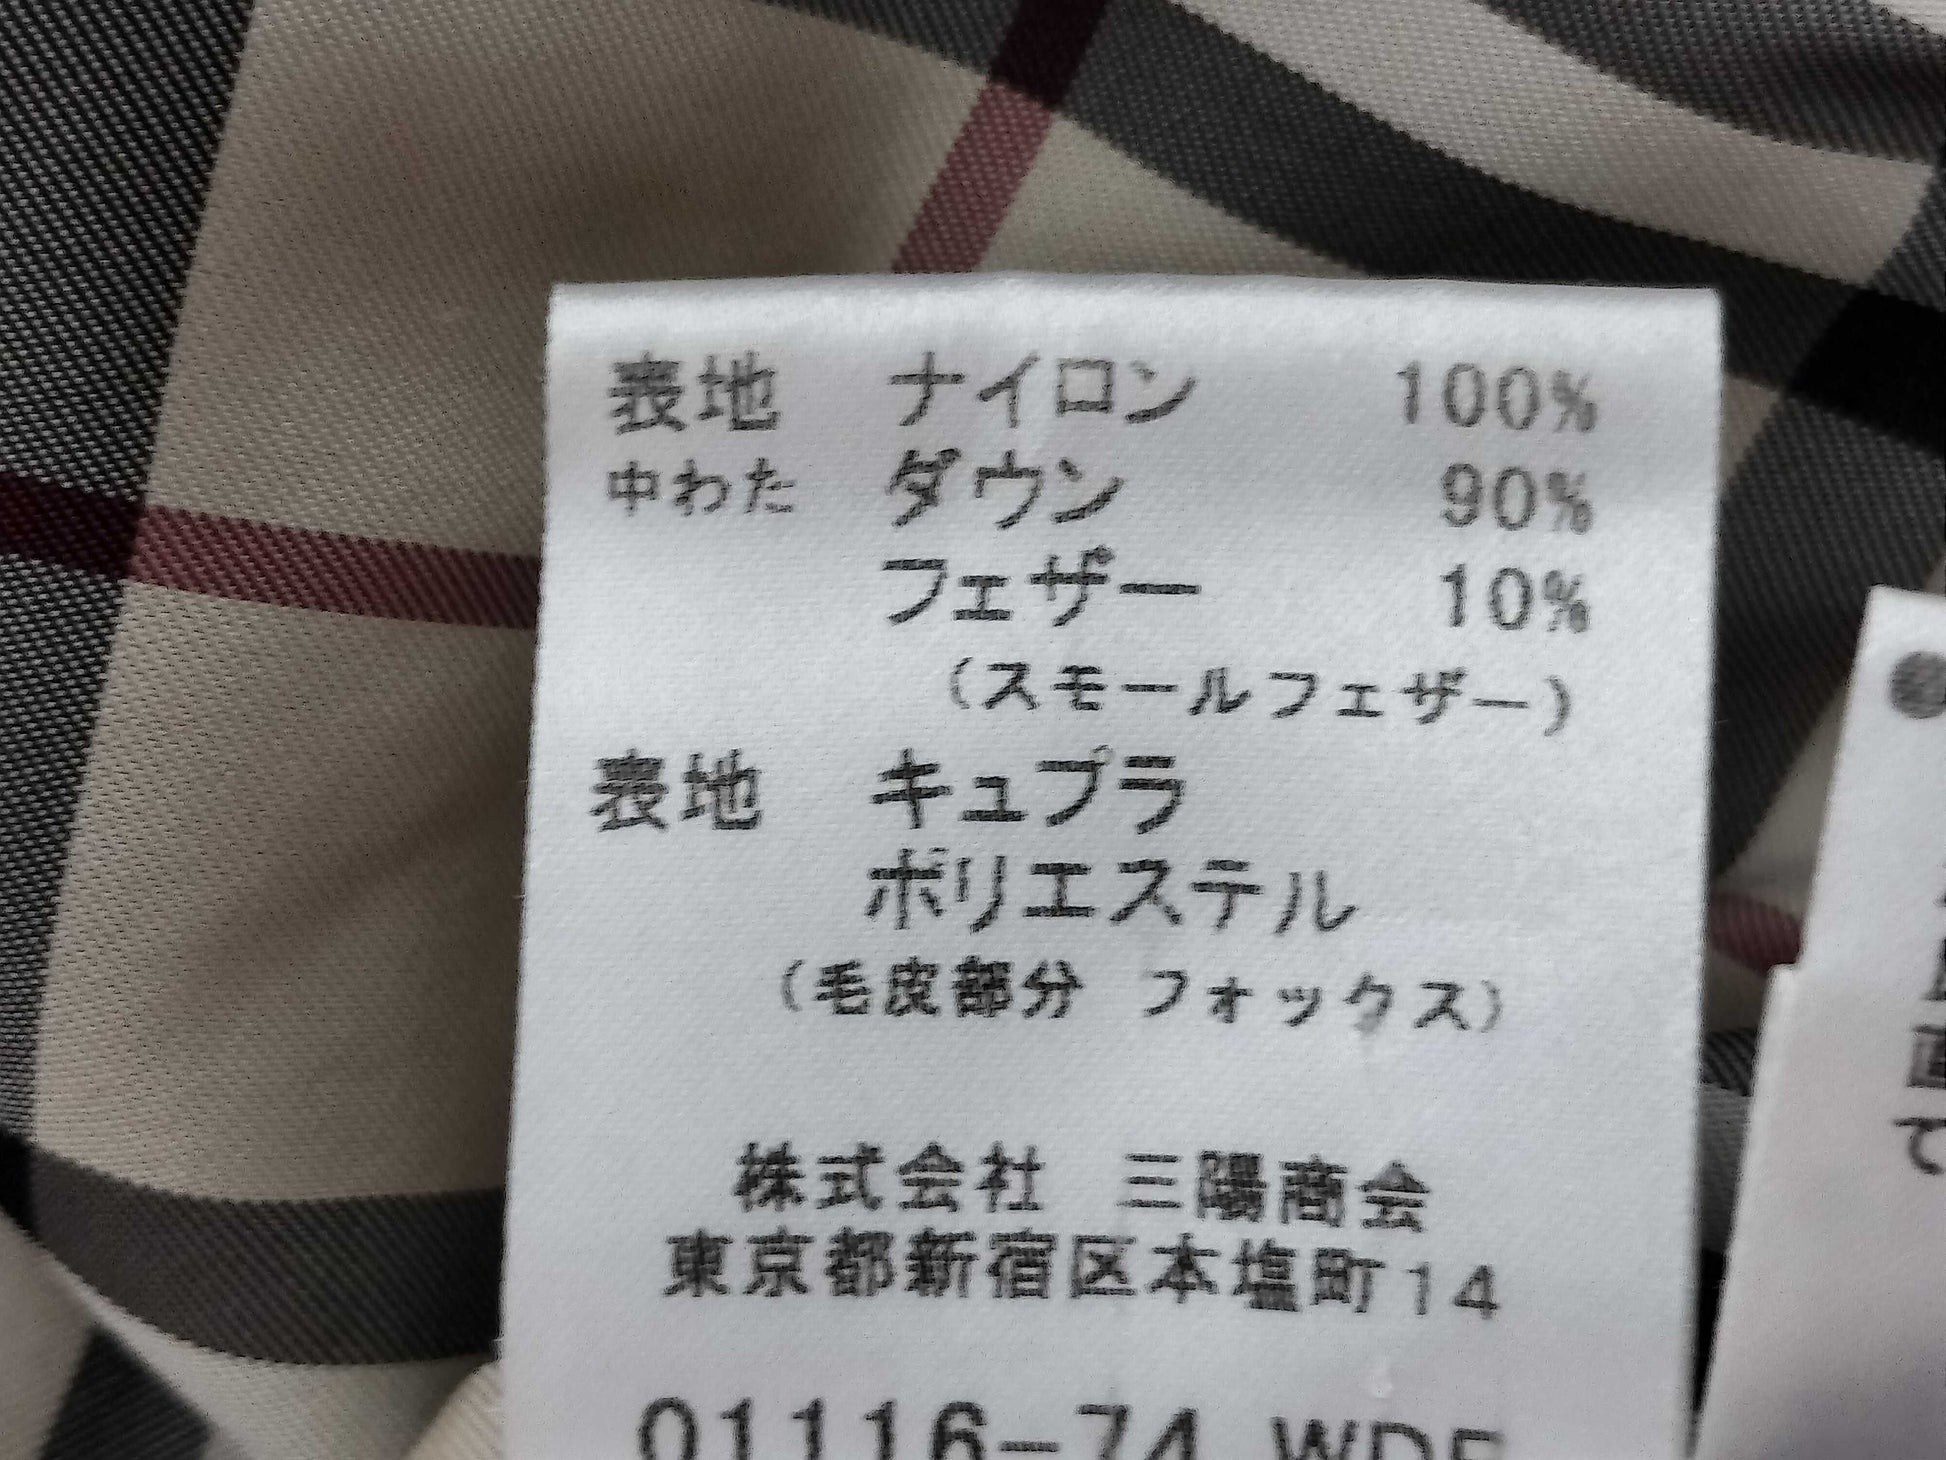 表地 ナイロン 100%
中わた ダウン 90%
フェザー 10%
(スモールフェザー)
表地 キュプラ
ポリエステル
(毛皮部分 フォックス)
株式会社 三陽商会
東京都新宿区本塩町14
01116-74 WDF
直
て